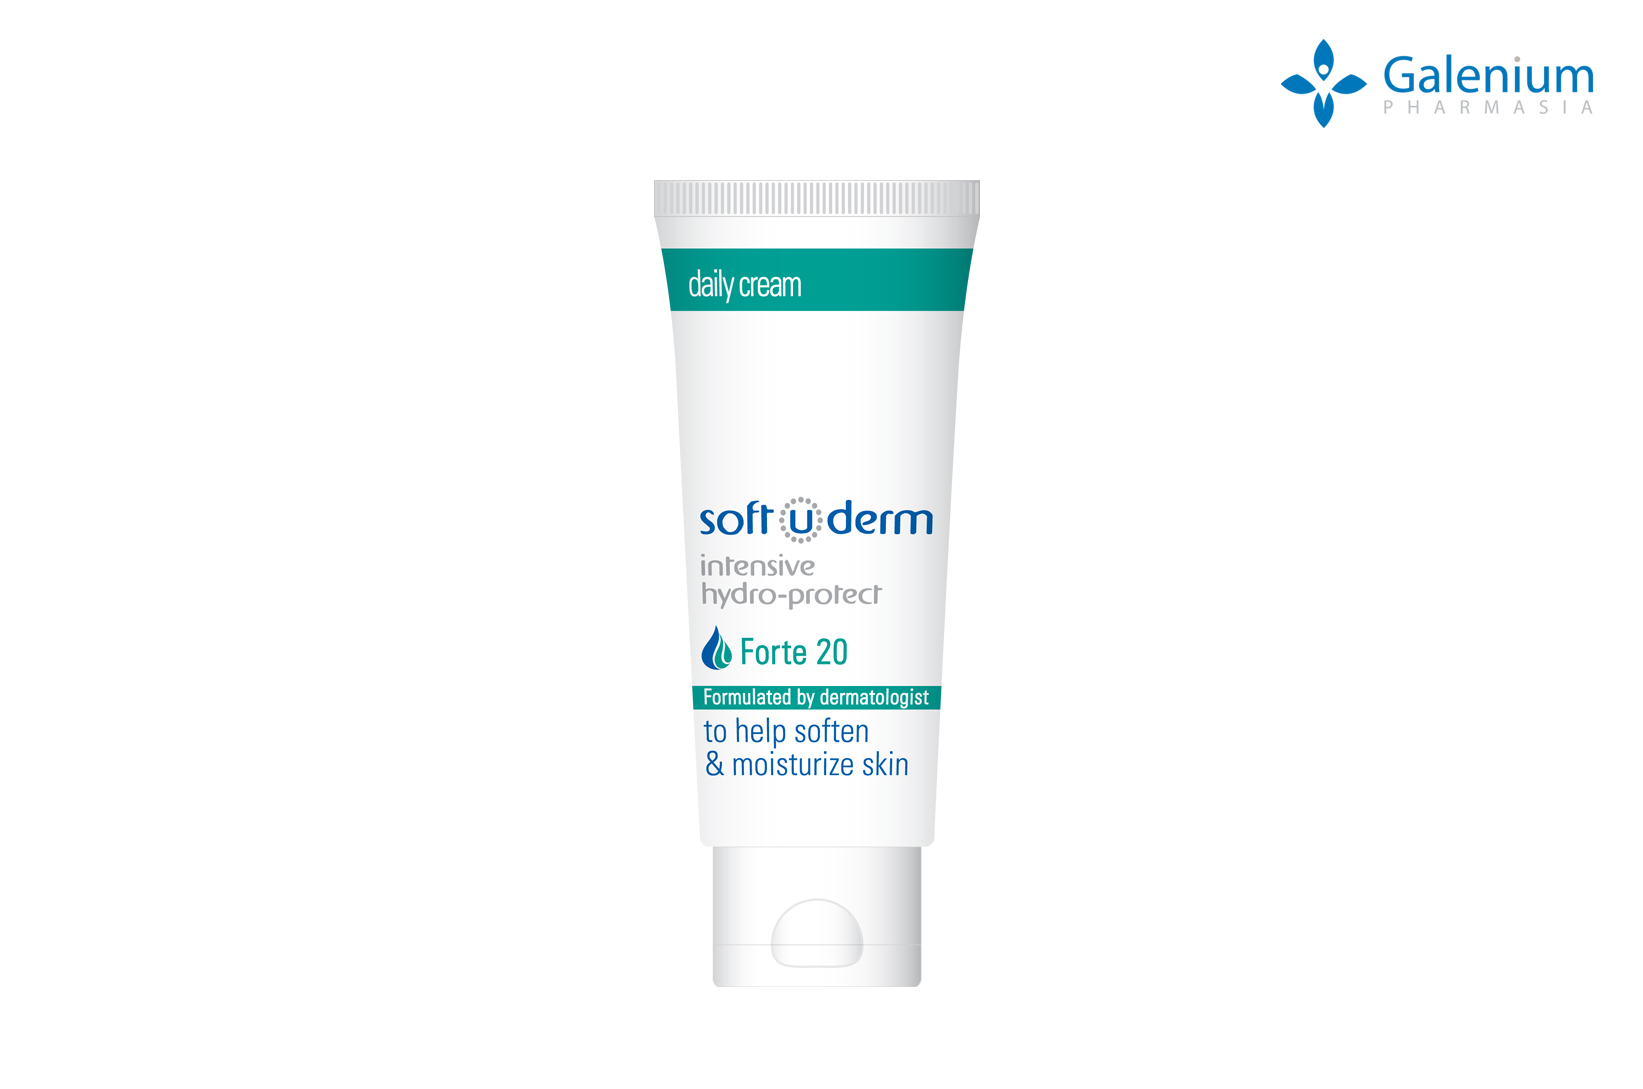 Galenium
PHARMASIA
daily cream
soft u derm
intensive
hydro-protect
Forte 20
Formulated by dermatologist
to help soften
& moisturize skin